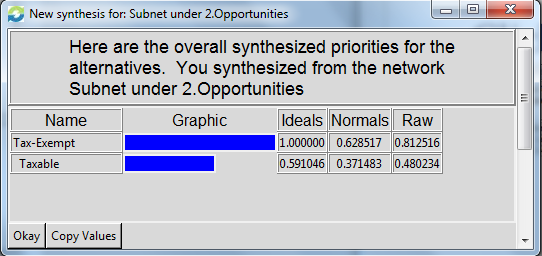 New synthesis for: Subnet under 2.Opportunities
Here are the overall synthesized priorities for the
alternatives. You synthesized from the network
Subnet under 2.Opportunities
Name Graphic Ideals Normals Raw
Tax-Exempt 1.000000 0.628517 0.812516
Taxable 0.591046 0.371483 0.480234
Okay Copy Values